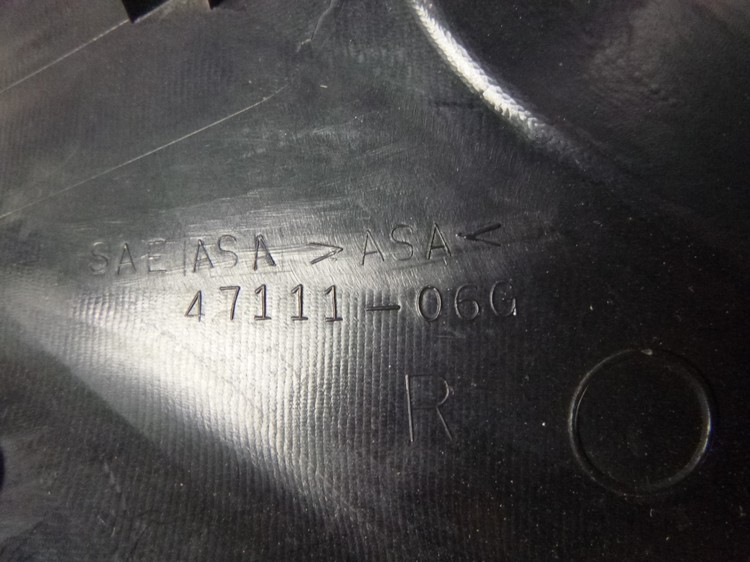 SAE ASA >ASA<
47111-06G
R